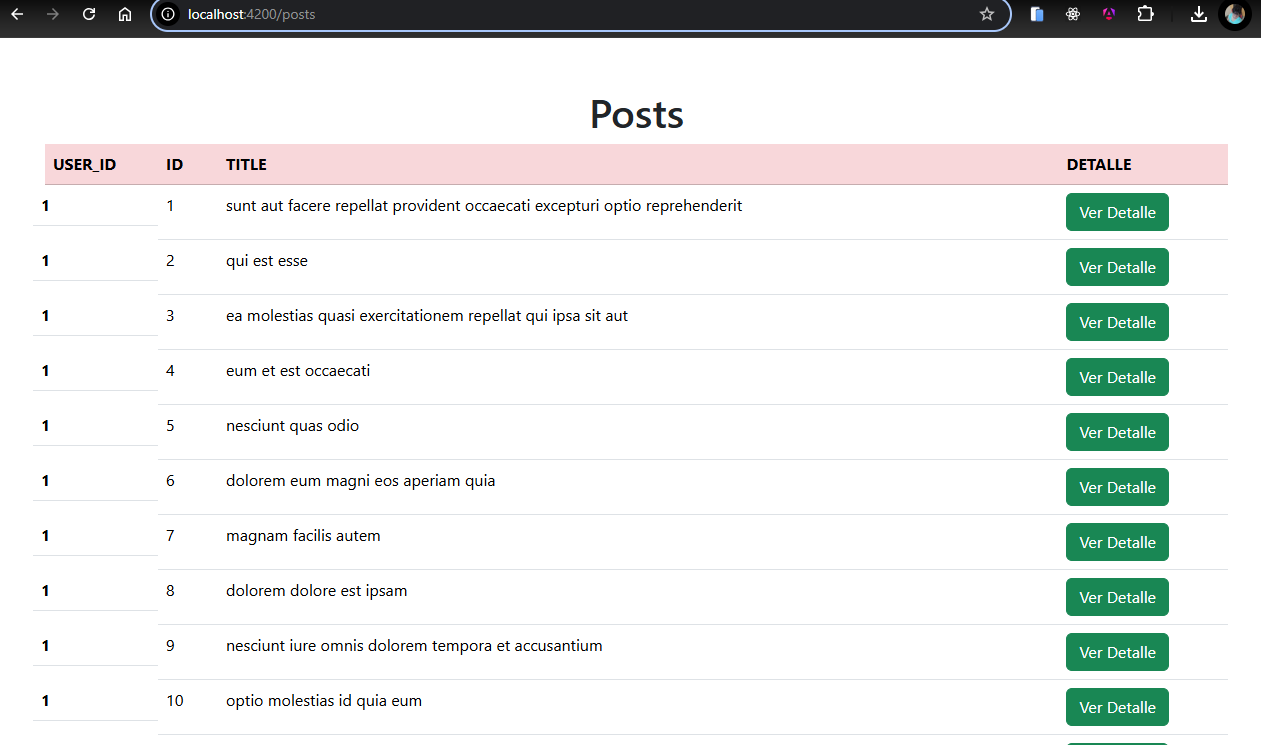 localhost:4200/posts
Posts
USER_ID ID TITLE DETALLE
1 1 sunt aut facere repellat provident occaecati excepturi optio reprehenderit Ver Detalle
1 2 qui est esse Ver Detalle
1 3 ea molestias quasi exercitationem repellat qui ipsa sit aut Ver Detalle
1 4 eum et est occaecati Ver Detalle
1 5 nesciunt quas odio Ver Detalle
1 6 dolorem eum magni eos aperiam quia Ver Detalle
1 7 magnam facilis autem Ver Detalle
1 8 dolorem dolore est ipsam Ver Detalle
1 9 nesciunt iure omnis dolorem tempora et accusantium Ver Detalle
1 10 optio molestias id quia eum Ver Detalle